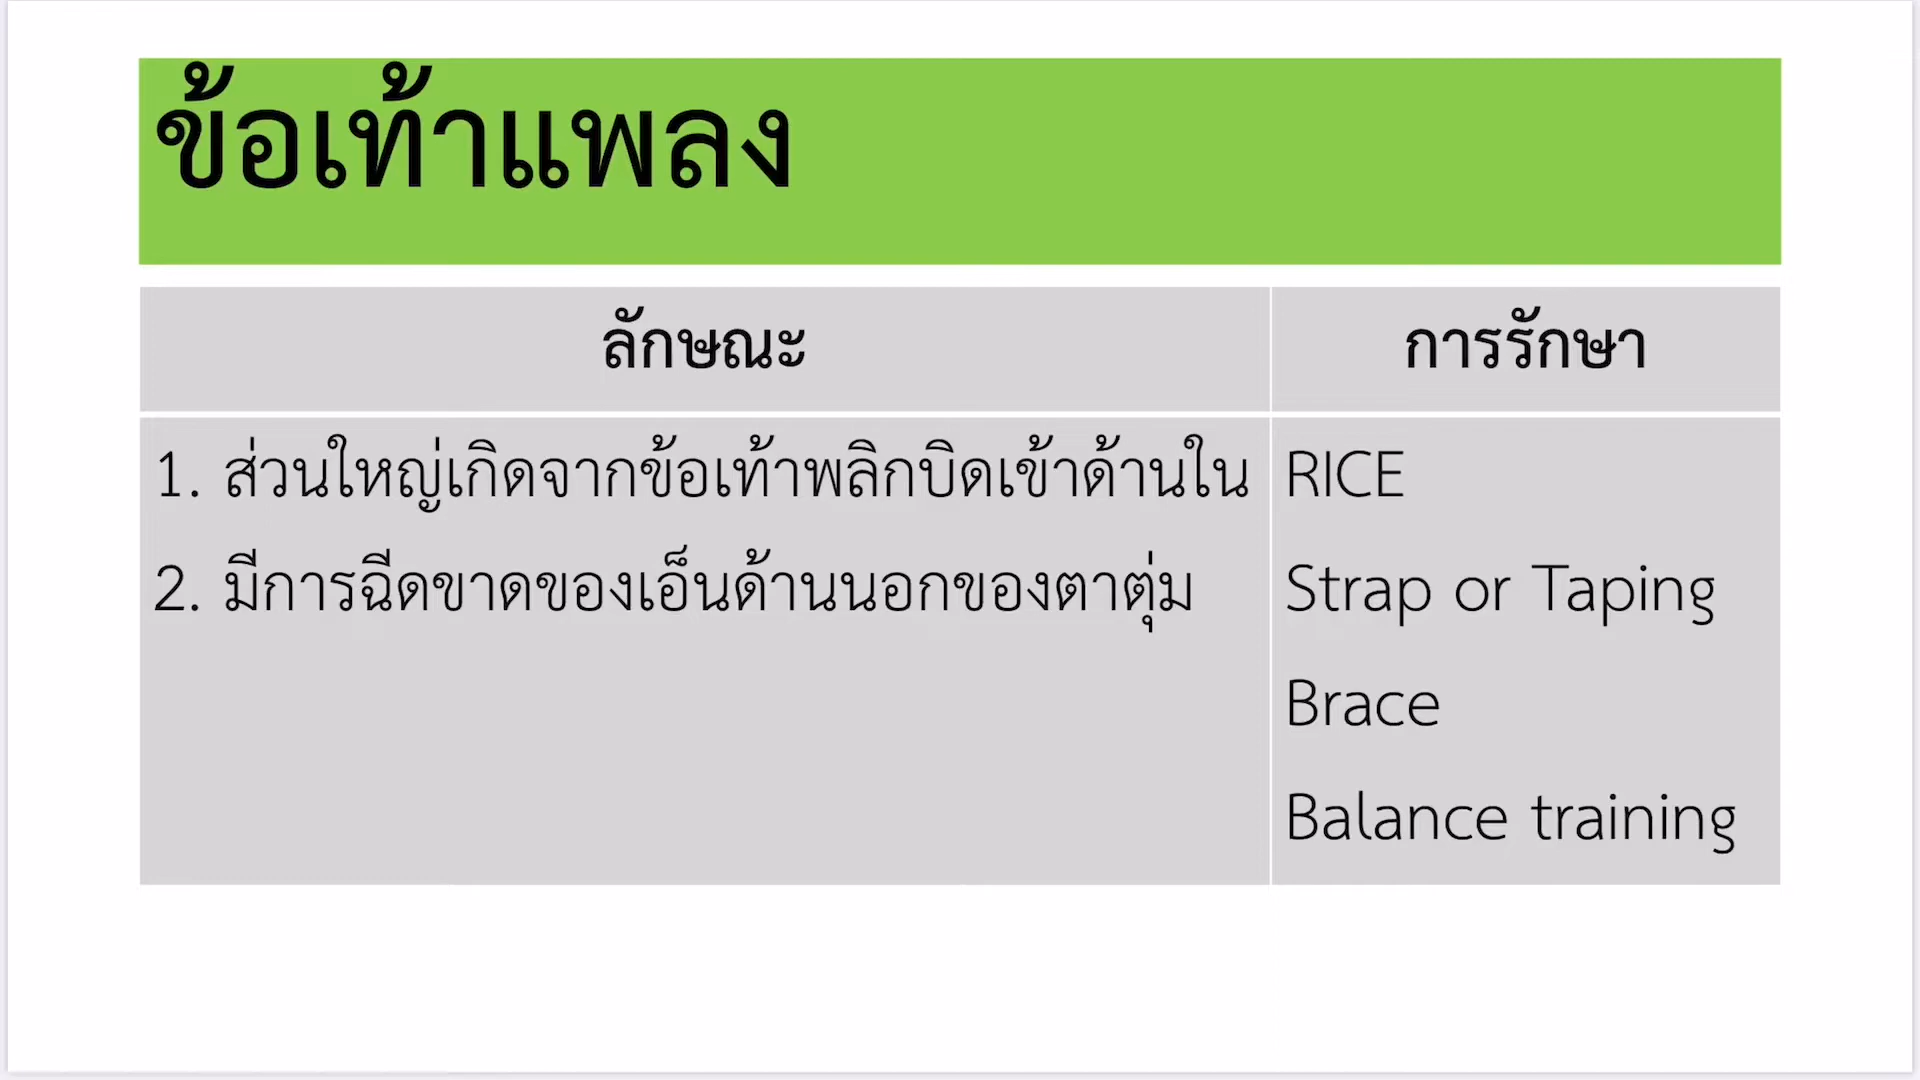 ข้อเท้าแพลง
ลักษณะ
การรักษา
1. ส่วนใหญ่เกิดจากข้อเท้าพลิกบิดเข้าด้านใน
2. มีการฉีดขาดของเอ็นด้านนอกของตาตุ่ม
RICE
Strap or Taping
Brace
Balance training